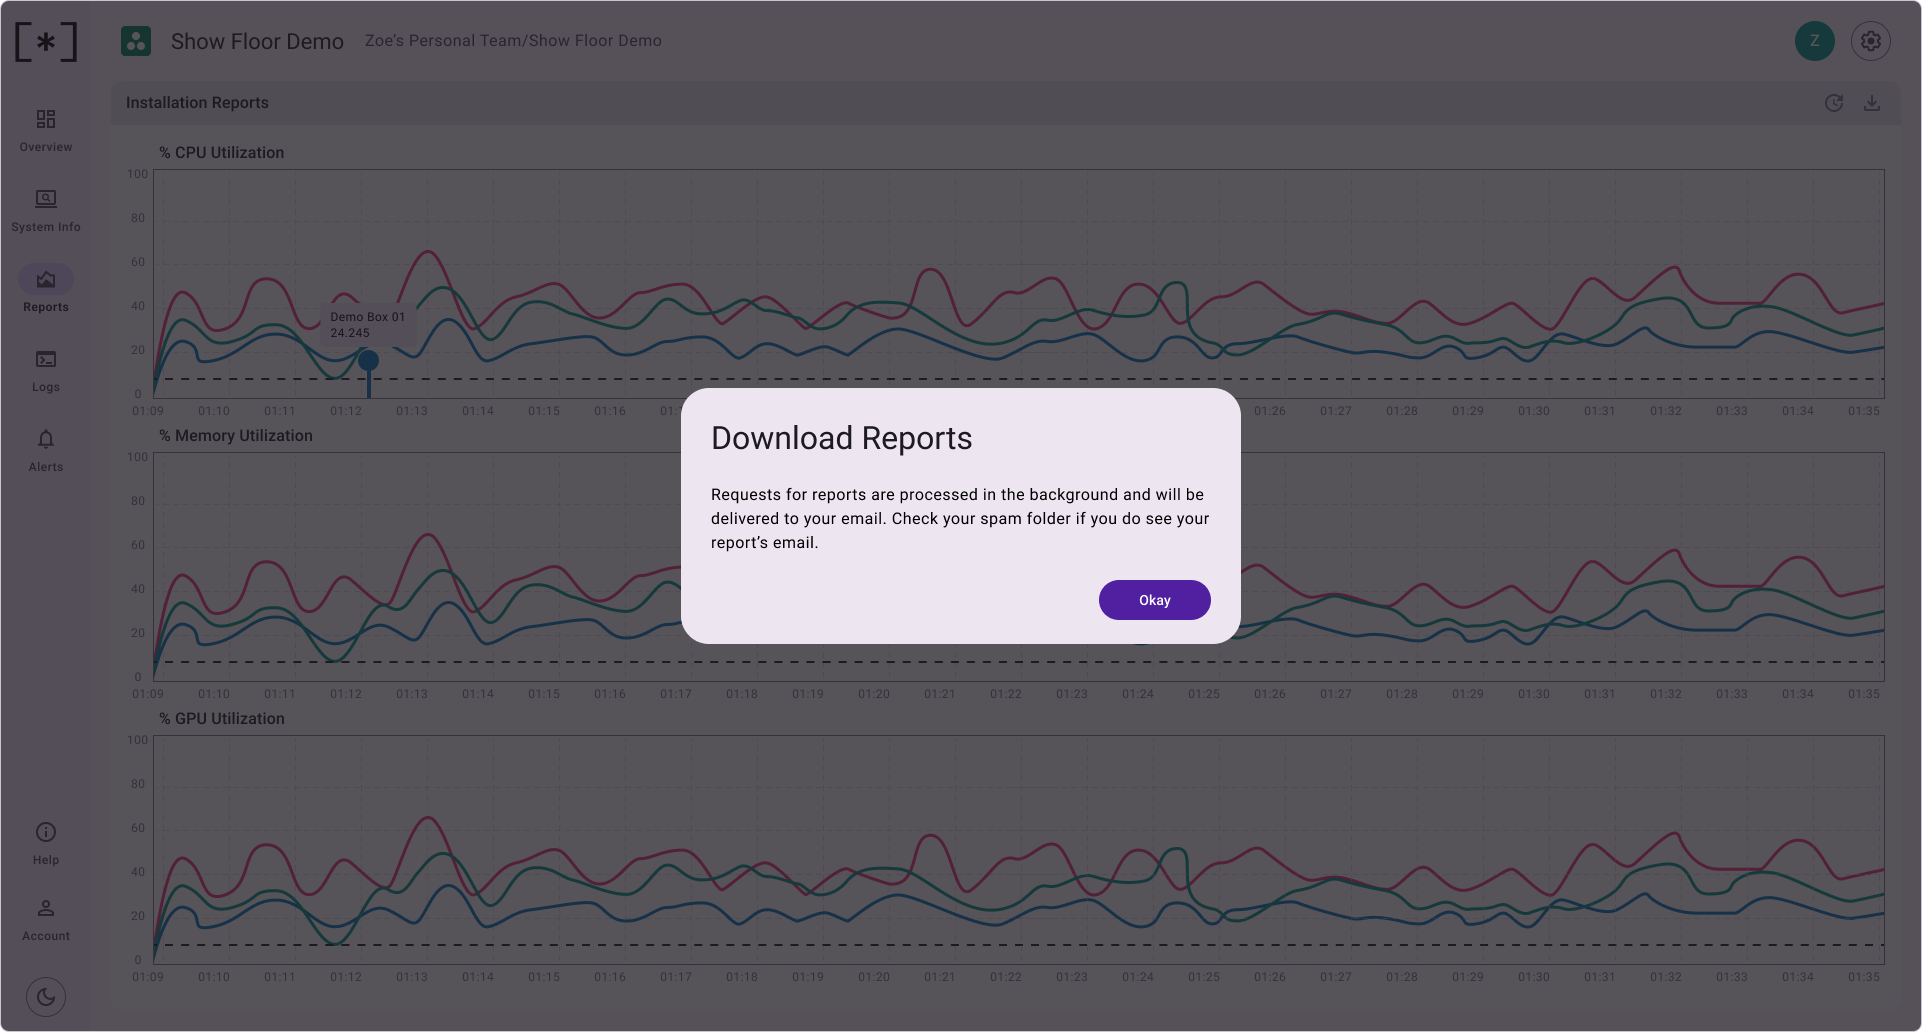 [*]
Show Floor Demo
Zoe’s Personal Team/Show Floor Demo
Z
Overview
System Info
Reports
Logs
Alerts
Help
Account
Installation Reports
% CPU Utilization
100
80
60
40
20
0
Demo Box 01
24.245
01:09 01:10 01:11 01:12 01:13 01:14 01:15 01:16 01:26 01:27 01:28 01:29 01:30 01:31 01:32 01:33 01:34 01:35
% Memory Utilization
100
80
60
40
20
0
01:09 01:10 01:11 01:12 01:13 01:14 01:15 01:16 01:17 01:18 01:19 01:20 01:21 01:22 01:23 01:24 01:25 01:26 01:27 01:28 01:29 01:30 01:31 01:32 01:33 01:34 01:35
% GPU Utilization
100
80
60
40
20
0
01:09 01:10 01:11 01:12 01:13 01:14 01:15 01:16 01:17 01:18 01:19 01:20 01:21 01:22 01:23 01:24 01:25 01:26 01:27 01:28 01:29 01:30 01:31 01:32 01:33 01:34 01:35
Download Reports
Requests for reports are processed in the background and will be
delivered to your email. Check your spam folder if you do see your
report’s email.
Okay